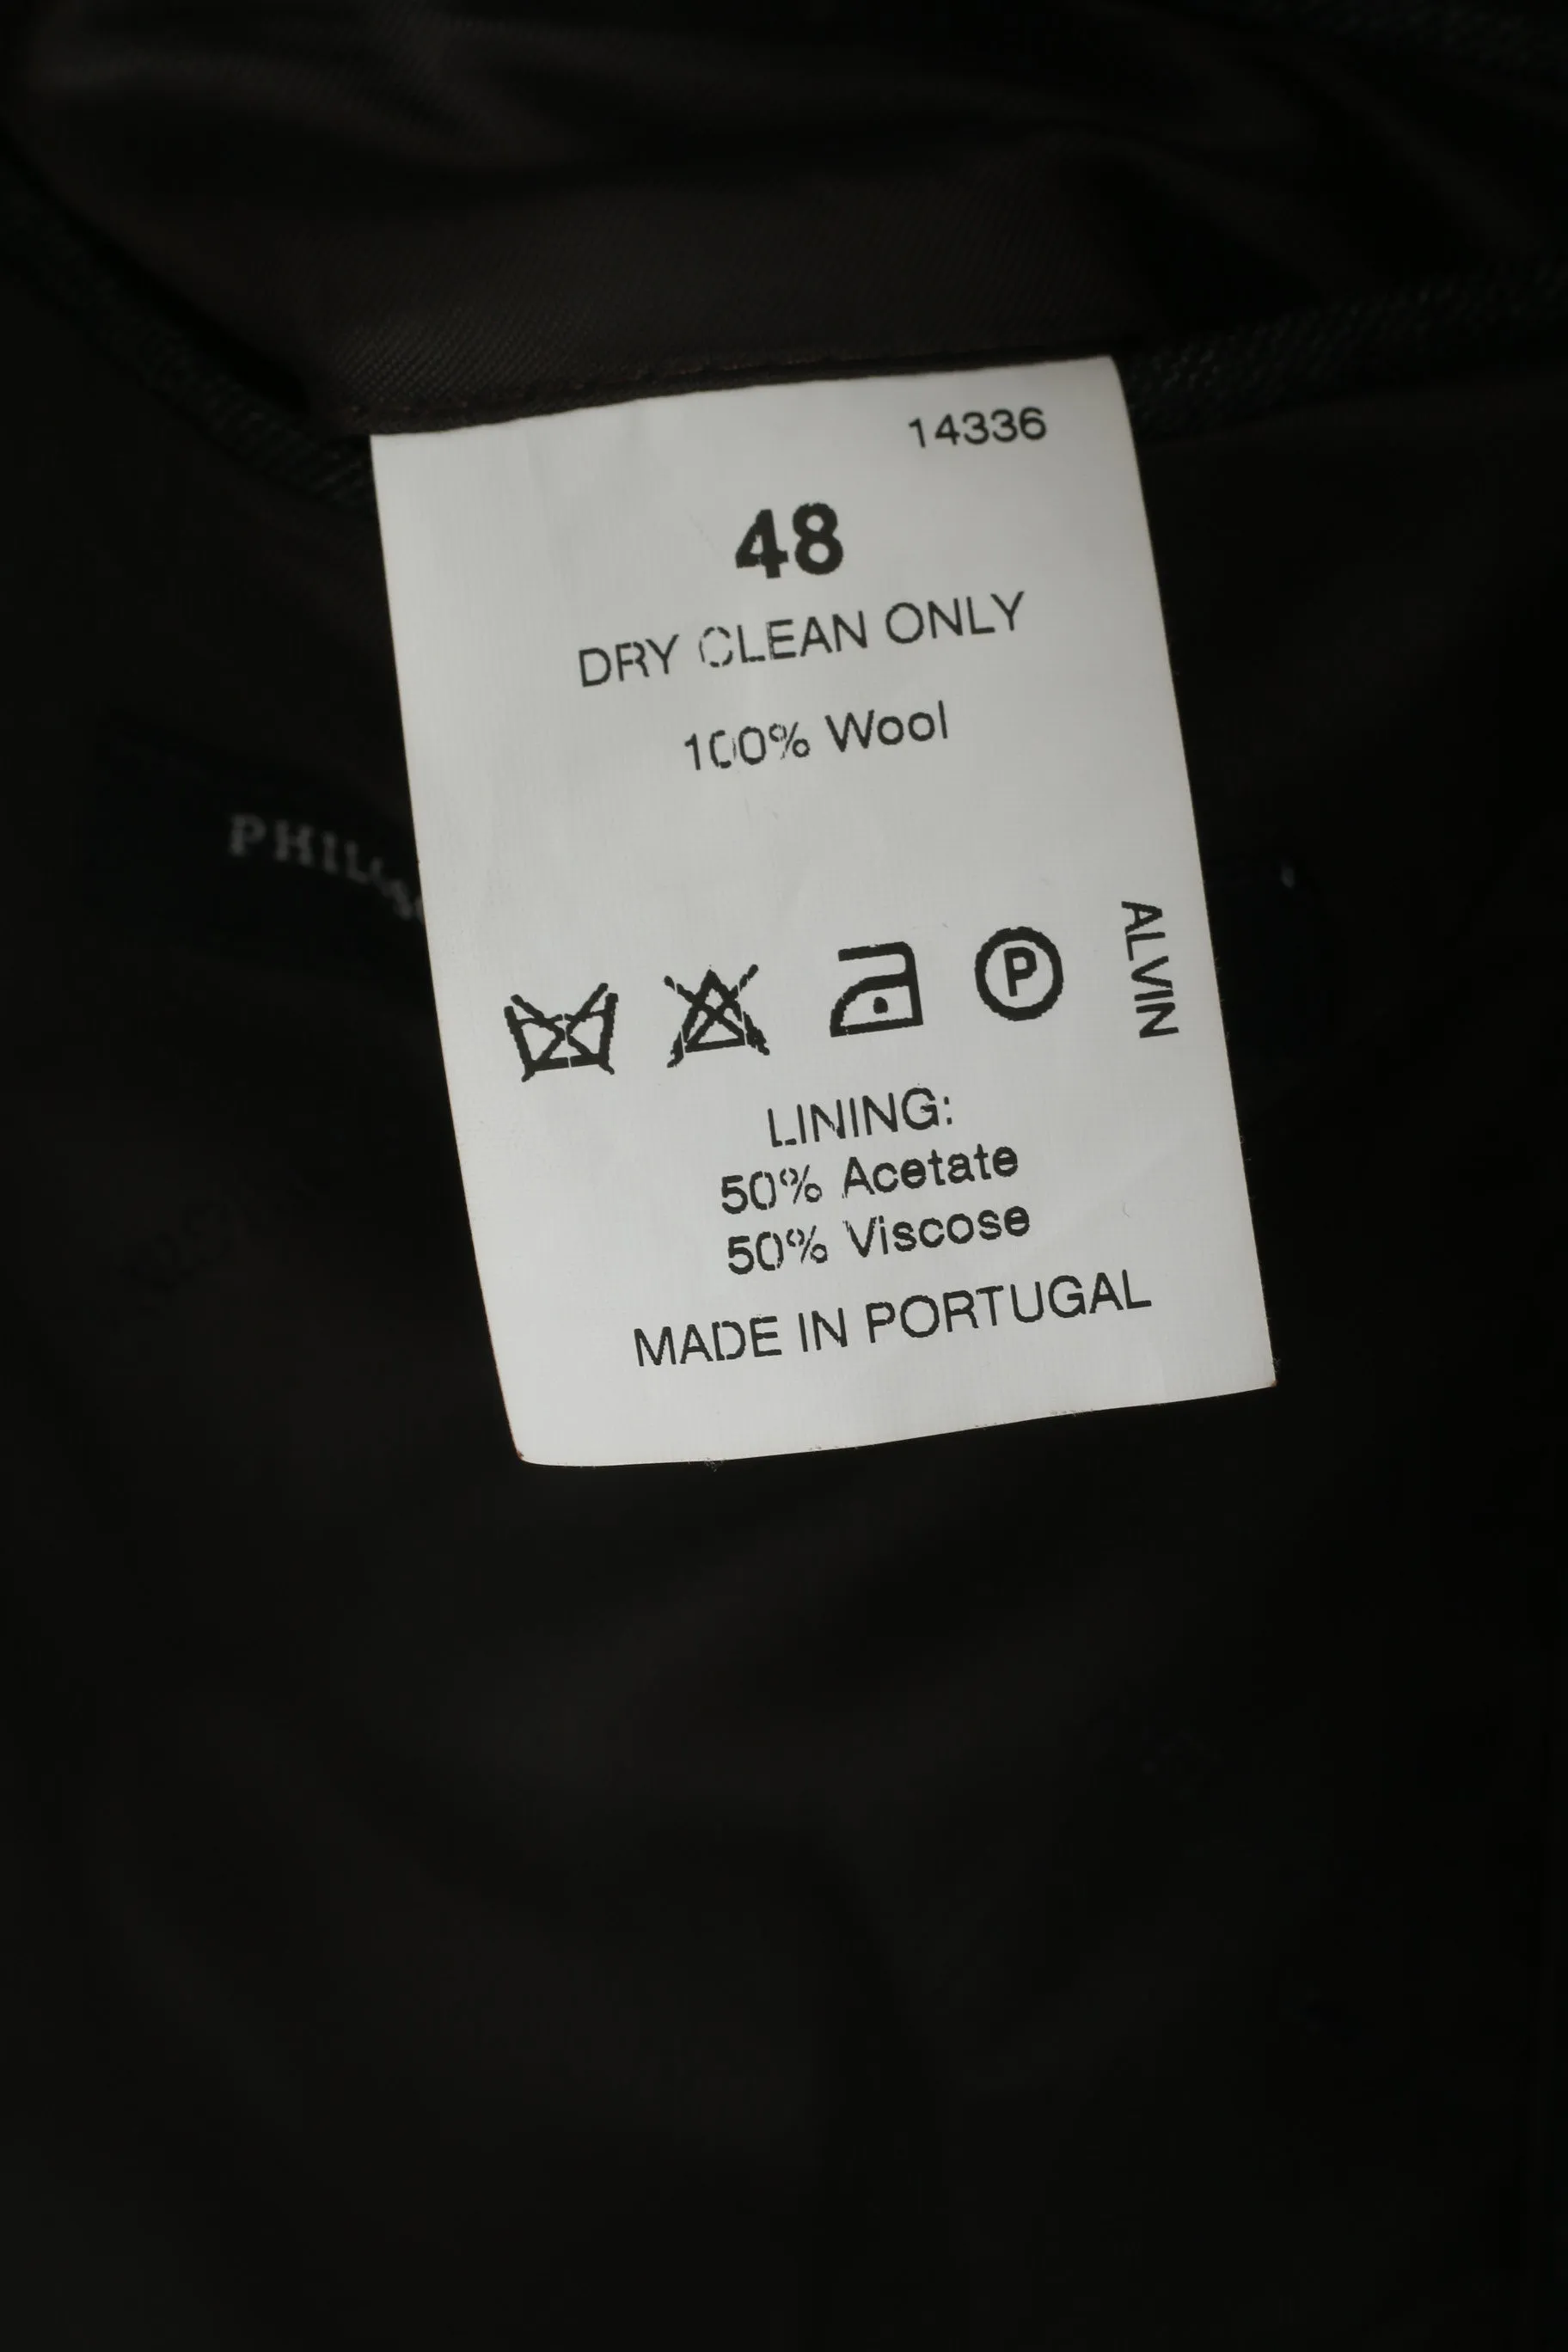 14336
48
DRY CLEAN ONLY
100% Wool
P
ALVIN
LINING:
50% Acetate
50% Viscose
MADE IN PORTUGAL